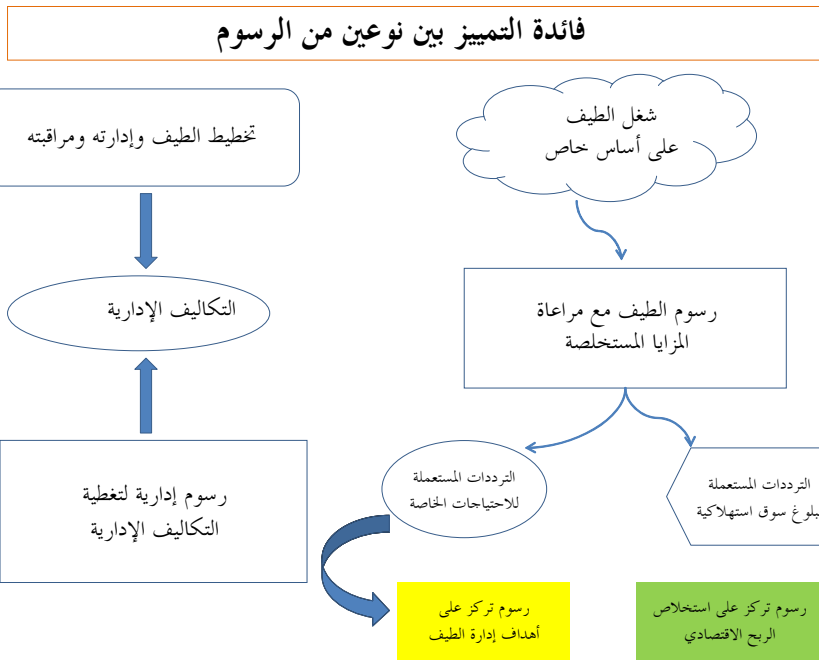 فائدة التمييز بين نوعين من الرسوم
شغل الطيف
على أساس خاص
تخطيط الطيف وإدارته ومراقبته
رسوم الطيف مع مراعاة
المزايا المستخلصة
التكاليف الإدارية
الترددات المستعملة
لبلوغ سوق استهلاكية
الترددات المستعملة
للاحتياجات الخاصة
رسوم إدارية لتغطية
التكاليف الإدارية
رسوم تركز على استخلاص
الربح الاقتصادي
رسوم تركز على
أهداف إدارة الطيف